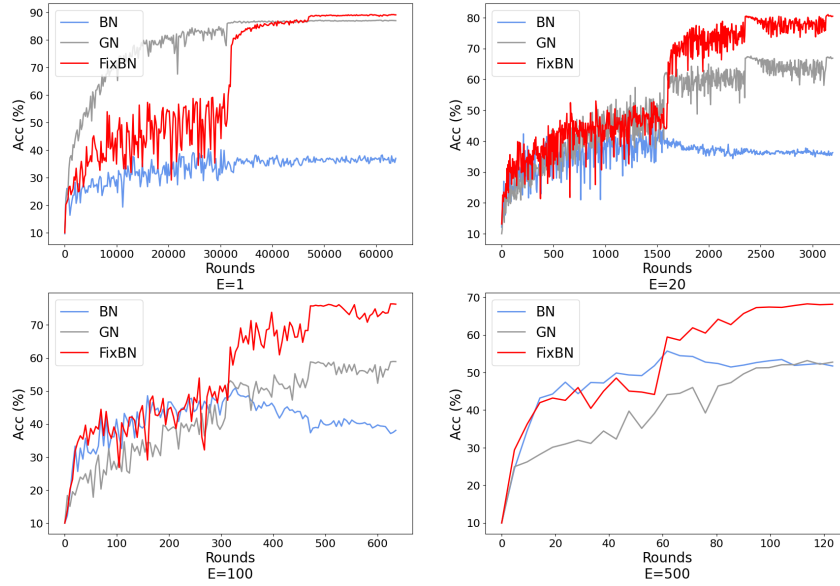 90
80
70
60
50
40
30
20
10
Acc (%)
BN
GN
FixBN
0 10000 20000 30000 40000 50000 60000
Rounds
E=1
80
70
60
50
40
30
20
10
Acc (%)
BN
GN
FixBN
0 500 1000 1500 2000 2500 3000
Rounds
E=20
70
60
50
40
30
20
10
Acc (%)
BN
GN
FixBN
0 100 200 300 400 500 600
Rounds
E=100
70
60
50
40
30
20
10
Acc (%)
BN
GN
FixBN
0 20 40 60 80 100 120
Rounds
E=500